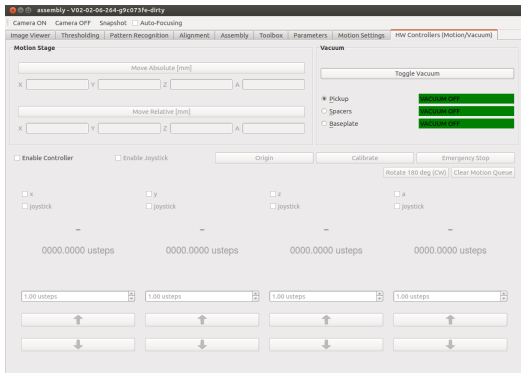 assembly - V02-02-06-264-g9c073fe-dirty
Camera ON Camera OFF Snapshot Auto-Focusing
Image Viewer Thresholding Pattern Recognition Alignment Assembly Toolbox Parameters Motion Settings HW Controllers (Motion/Vacuum)
Motion Stage Vacuum
Move Absolute [mm] Toggle Vacuum
X Y Z A
Pickup VACUUM OFF
Move Relative [mm] Spacers VACUUM OFF
X Y Z A Baseplate VACUUM OFF
Enable Controller Enable Joystick Origin Calibrate Emergency Stop
Rotate 180 deg (CW) Clear Motion Queue
x y z a
joystick joystick joystick joystick
– – – –
0000.0000 usteps 0000.0000 usteps 0000.0000 usteps 0000.0000 usteps
1.00 usteps 1.00 usteps 1.00 usteps 1.00 usteps